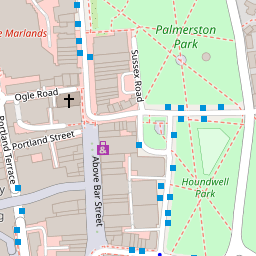 Palmerston
Park
Marlands
Sussex Road
Ogle Road
Portland Street
Portland Terrace
Above Bar Street
Houndwell
Park